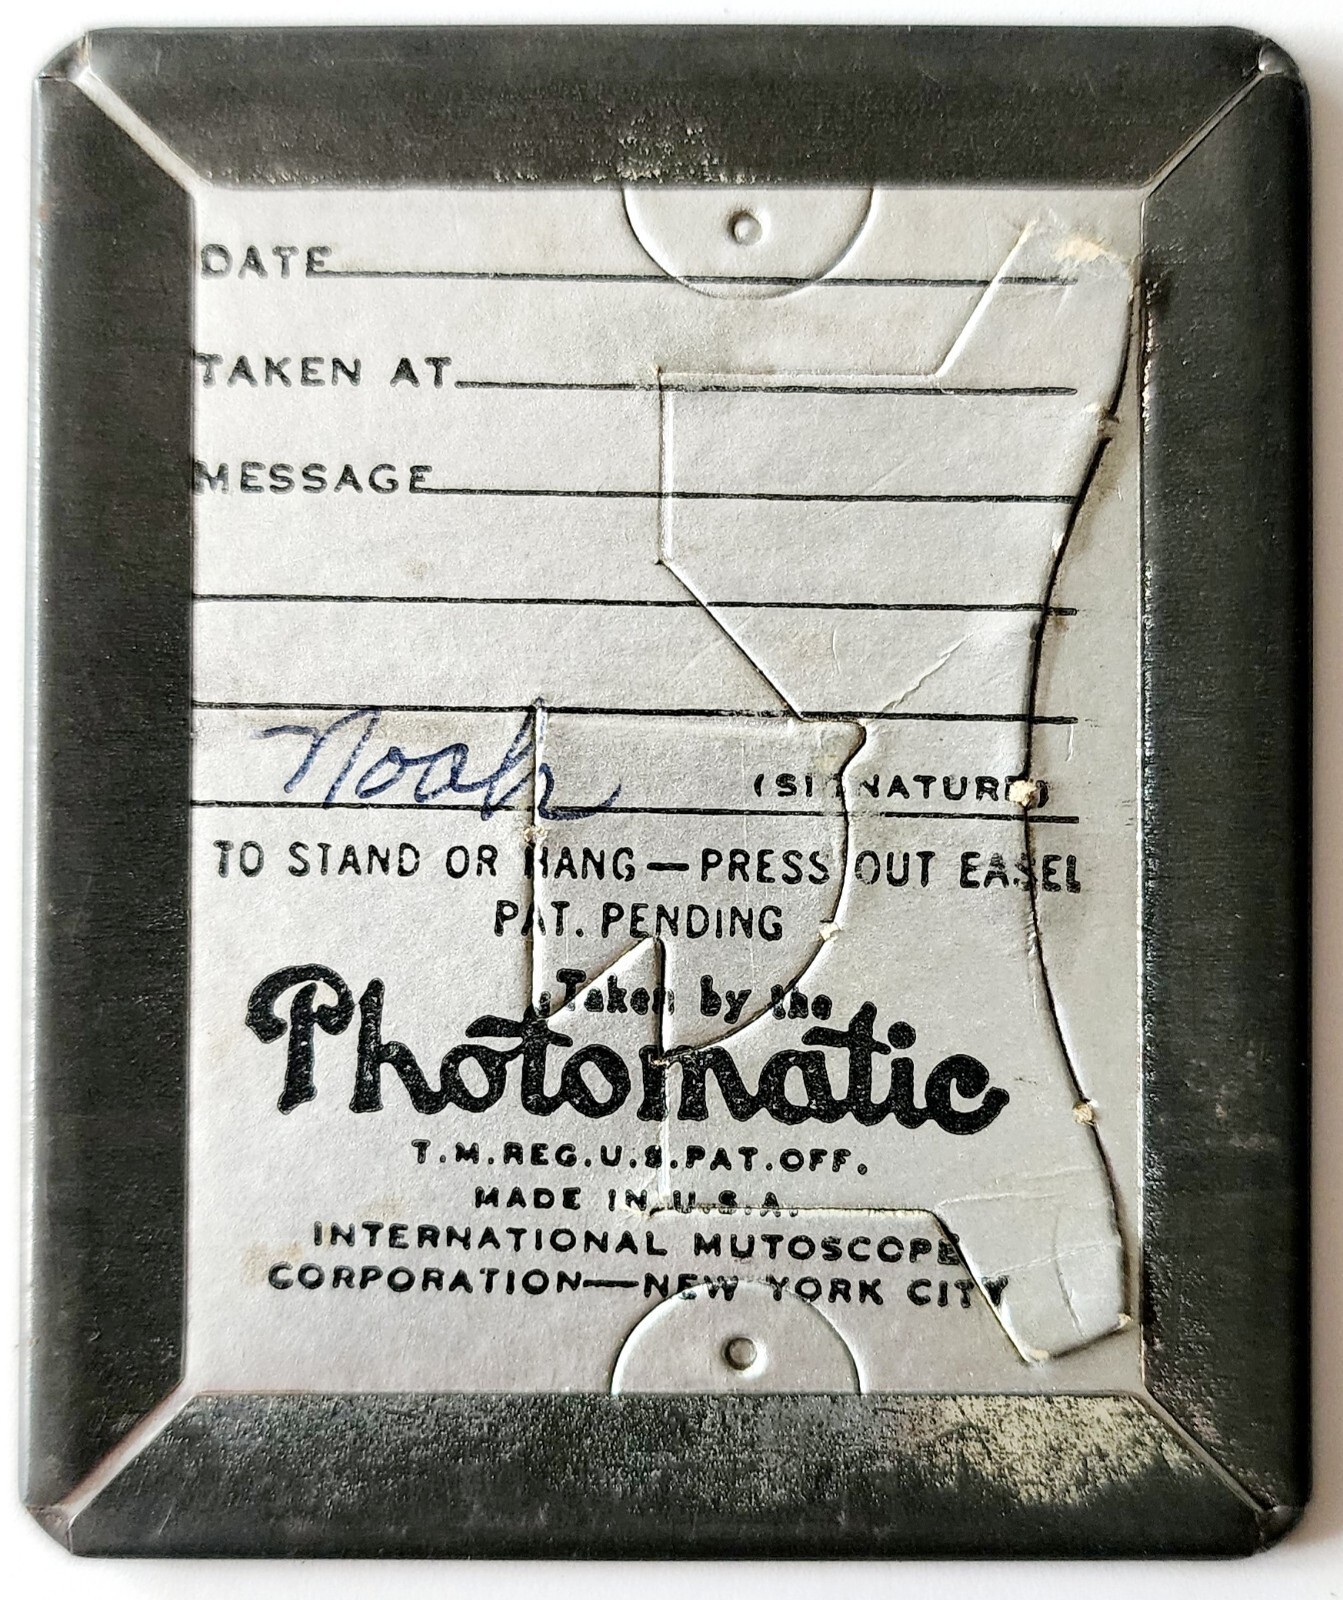 DATE
TAKEN AT
MESSAGE
Noah
(SIGNATURE)
TO STAND OR HANG—PRESS OUT EASEL
PAT. PENDING
Taken by the
Photomatic
T.M.REG.U.S.PAT.OFF.
MADE IN U.S.A.
INTERNATIONAL MUTOSCOPE
CORPORATION—NEW YORK CITY